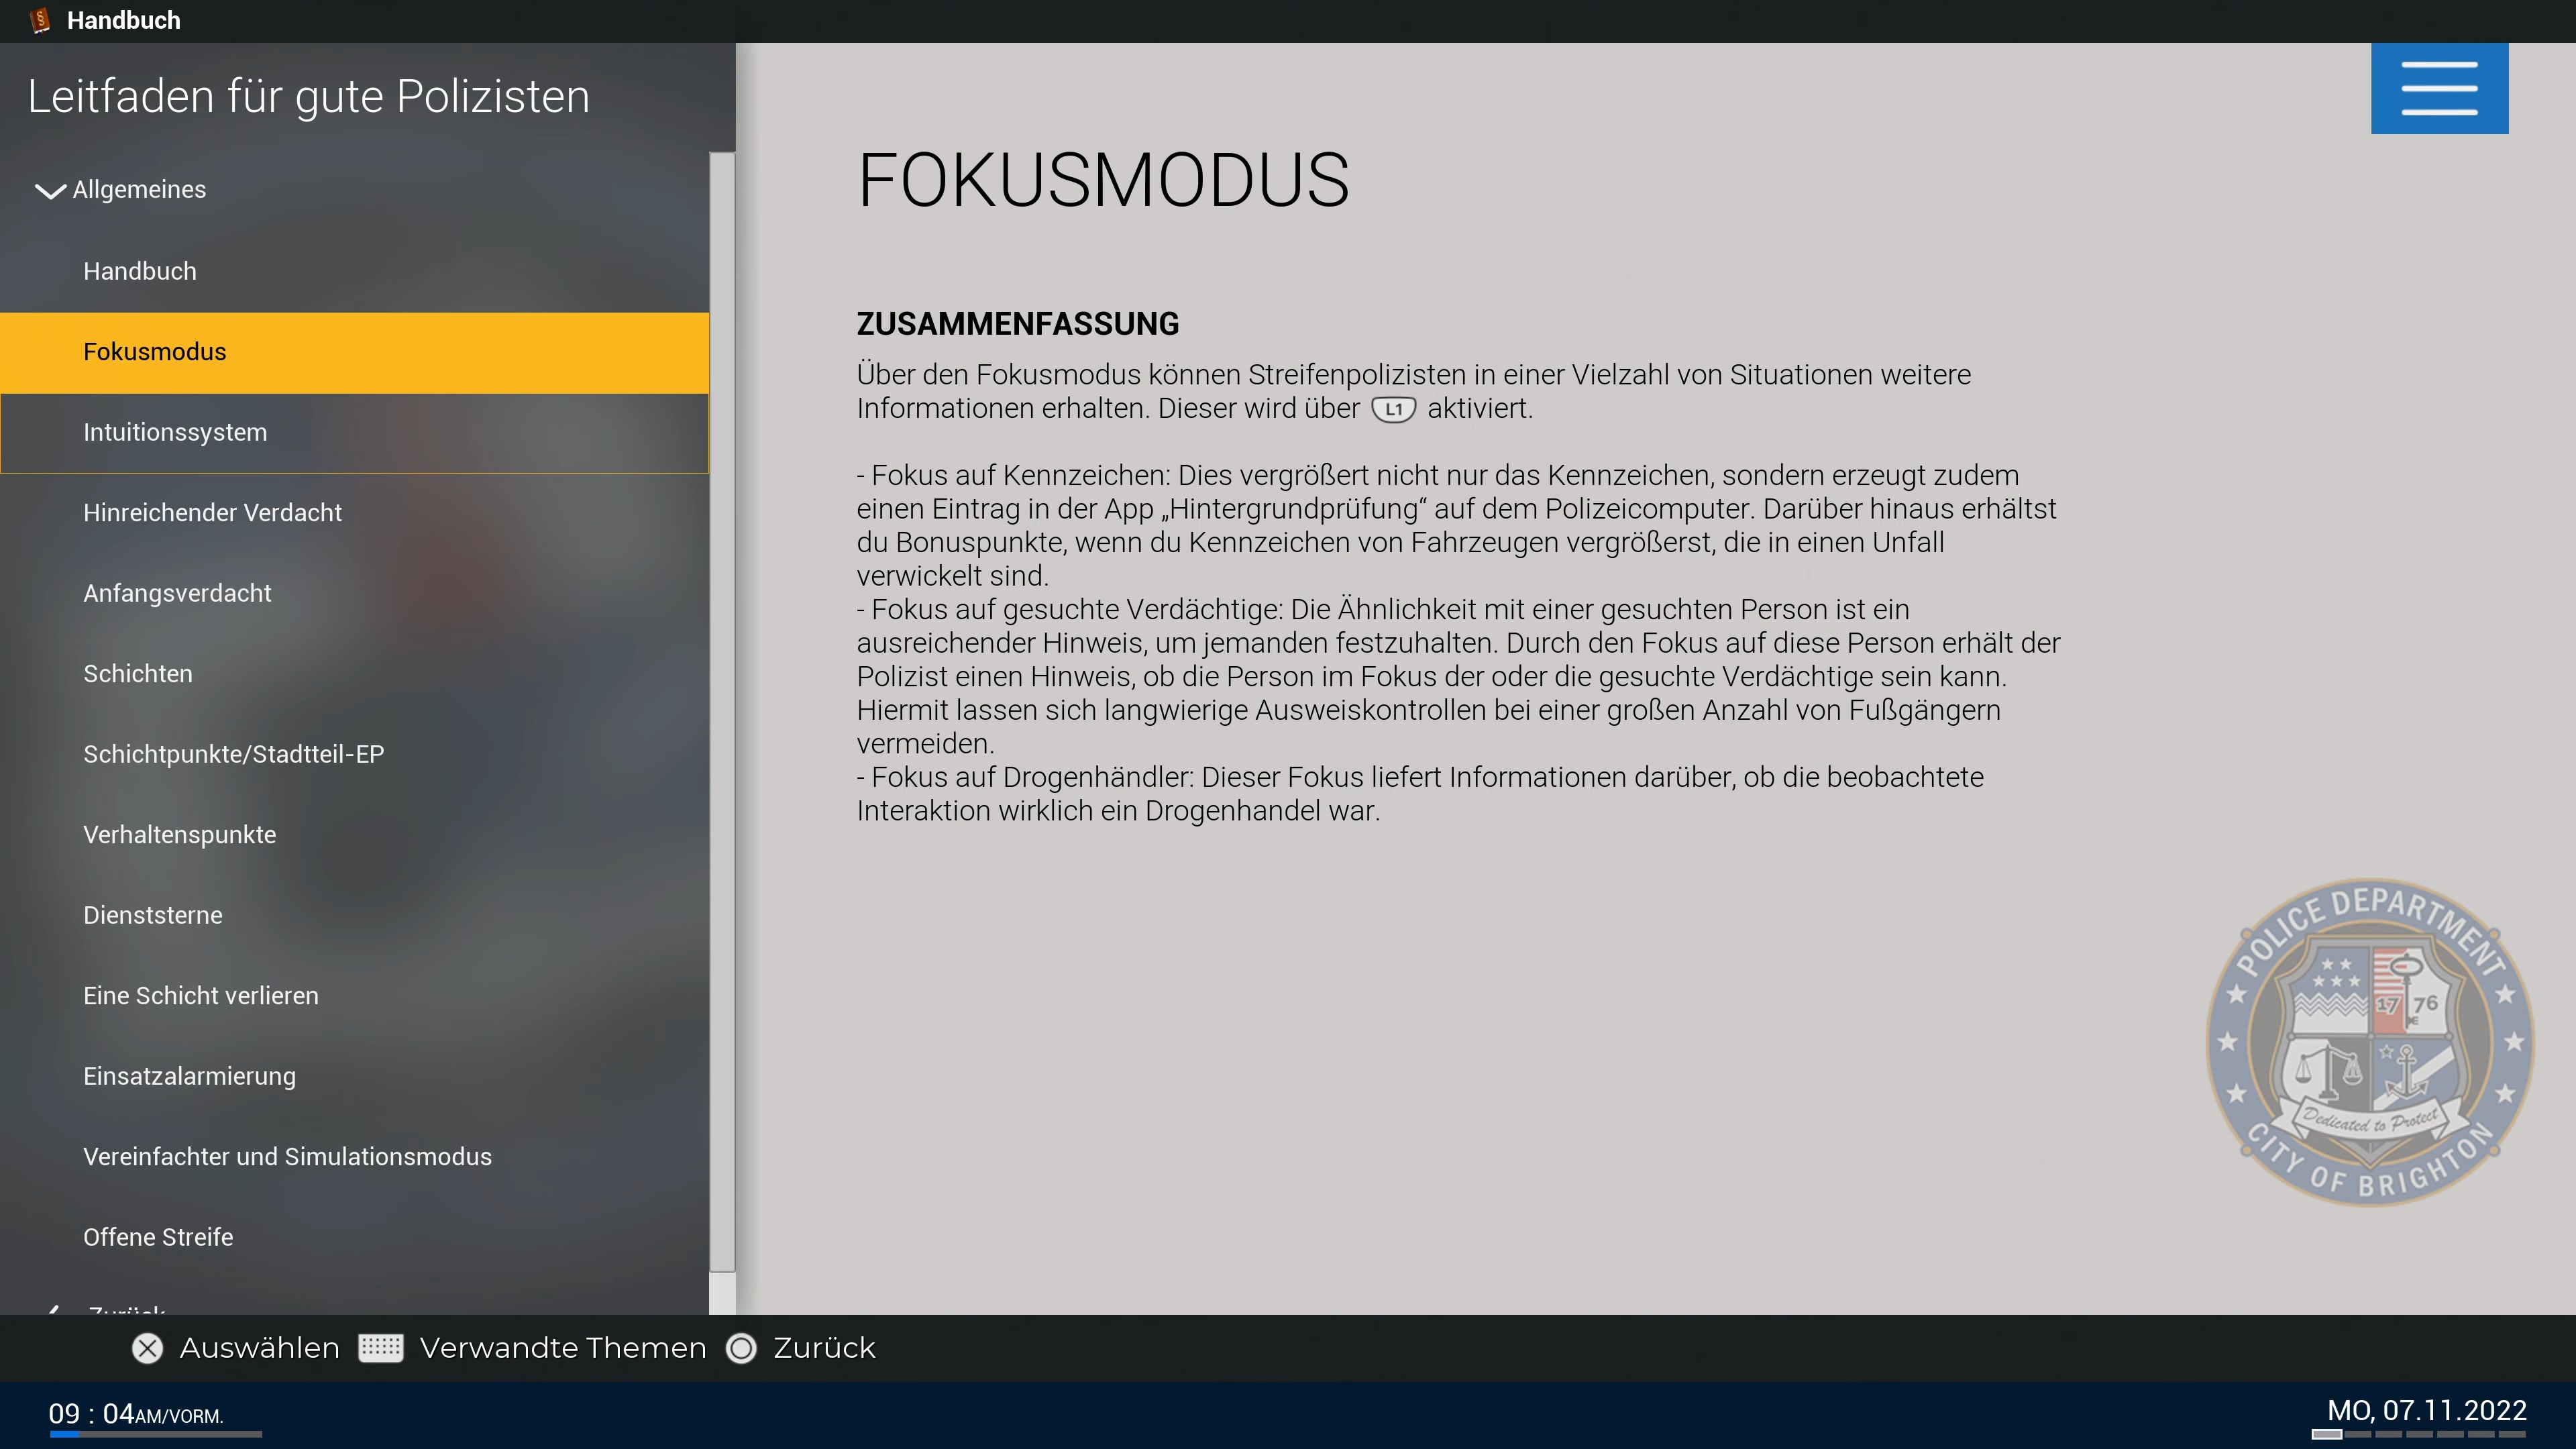 Handbuch
Leitfaden für gute Polizisten
Allgemeines
Handbuch
Fokusmodus
Intuitionssystem
Hinreichender Verdacht
Anfangsverdacht
Schichten
Schichtpunkte/Stadtteil-EP
Verhaltenspunkte
Dienststerne
Eine Schicht verlieren
Einsatzalarmierung
Vereinfachter und Simulationsmodus
Offene Streife
Zurück
FOKUSMODUS
ZUSAMMENFASSUNG
Über den Fokusmodus können Streifenpolizisten in einer Vielzahl von Situationen weitere
Informationen erhalten. Dieser wird über L1 aktiviert.
- Fokus auf Kennzeichen: Dies vergrößert nicht nur das Kennzeichen, sondern erzeugt zudem
einen Eintrag in der App „Hintergrundprüfung“ auf dem Polizeicomputer. Darüber hinaus erhältst
du Bonuspunkte, wenn du Kennzeichen von Fahrzeugen vergrößerst, die in einen Unfall
verwickelt sind.
- Fokus auf gesuchte Verdächtige: Die Ähnlichkeit mit einer gesuchten Person ist ein
ausreichender Hinweis, um jemanden festzuhalten. Durch den Fokus auf diese Person erhält der
Polizist einen Hinweis, ob die Person im Fokus der oder die gesuchte Verdächtige sein kann.
Hiermit lassen sich langwierige Ausweiskontrollen bei einer großen Anzahl von Fußgängern
vermeiden.
- Fokus auf Drogenhändler: Dieser Fokus liefert Informationen darüber, ob die beobachtete
Interaktion wirklich ein Drogenhandel war.
POLICE DEPARTMENT
17 76
Dedicated to Protect
CITY OF BRIGHTON
Auswählen Verwandte Themen Zurück
09 : 04AM/VORM.
MO, 07.11.2022